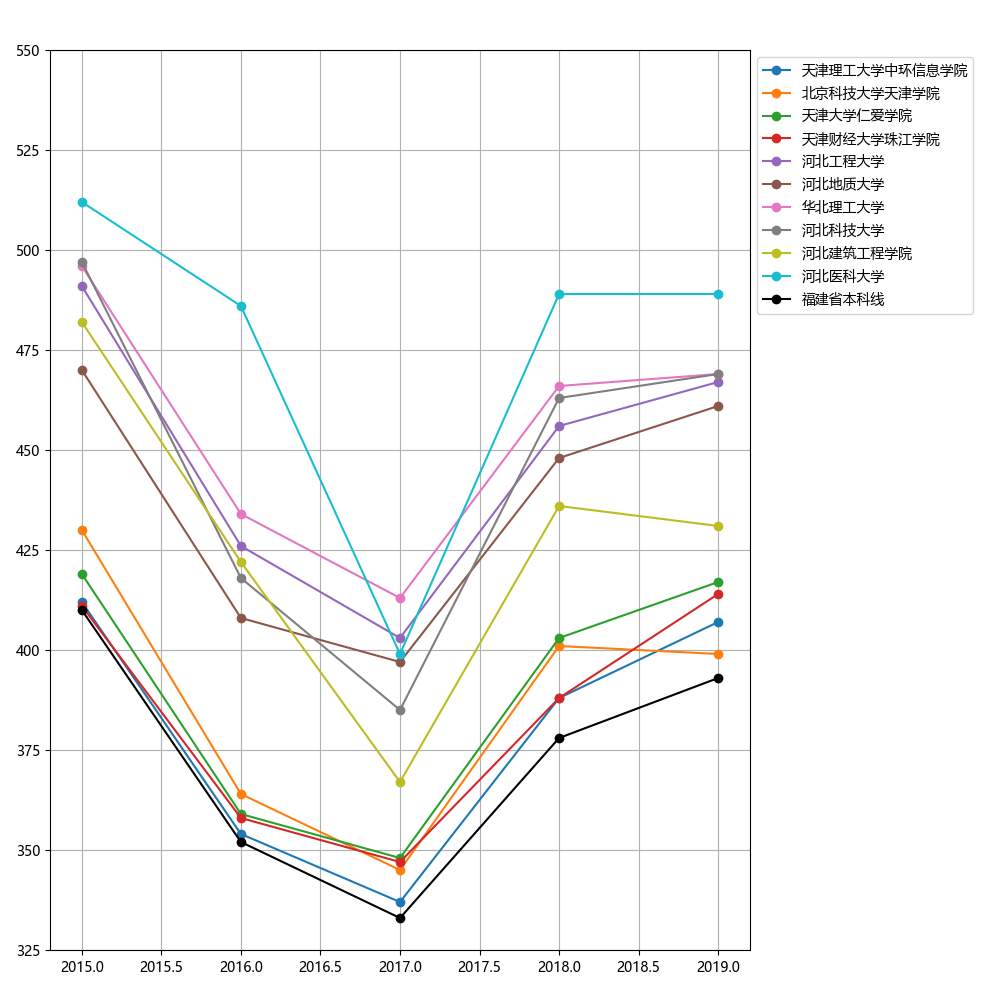 550
525
500
475
450
425
400
375
350
325
2015.0 2015.5 2016.0 2016.5 2017.0 2017.5 2018.0 2018.5 2019.0
天津理工大学中环信息学院
北京科技大学天津学院
天津大学仁爱学院
天津财经大学珠江学院
河北工程大学
河北地质大学
华北理工大学
河北科技大学
河北建筑工程学院
河北医科大学
福建省本科线